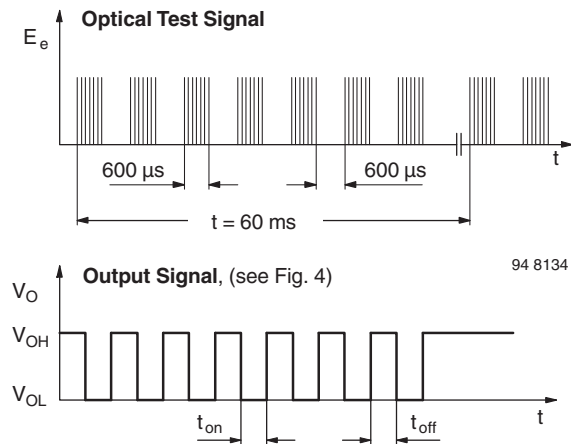 Optical Test Signal
E e
600 μs
600 μs
t
t = 60 ms
94 8134
Output Signal, (see Fig. 4)
V O
V OH
V OL
t on
t off
t